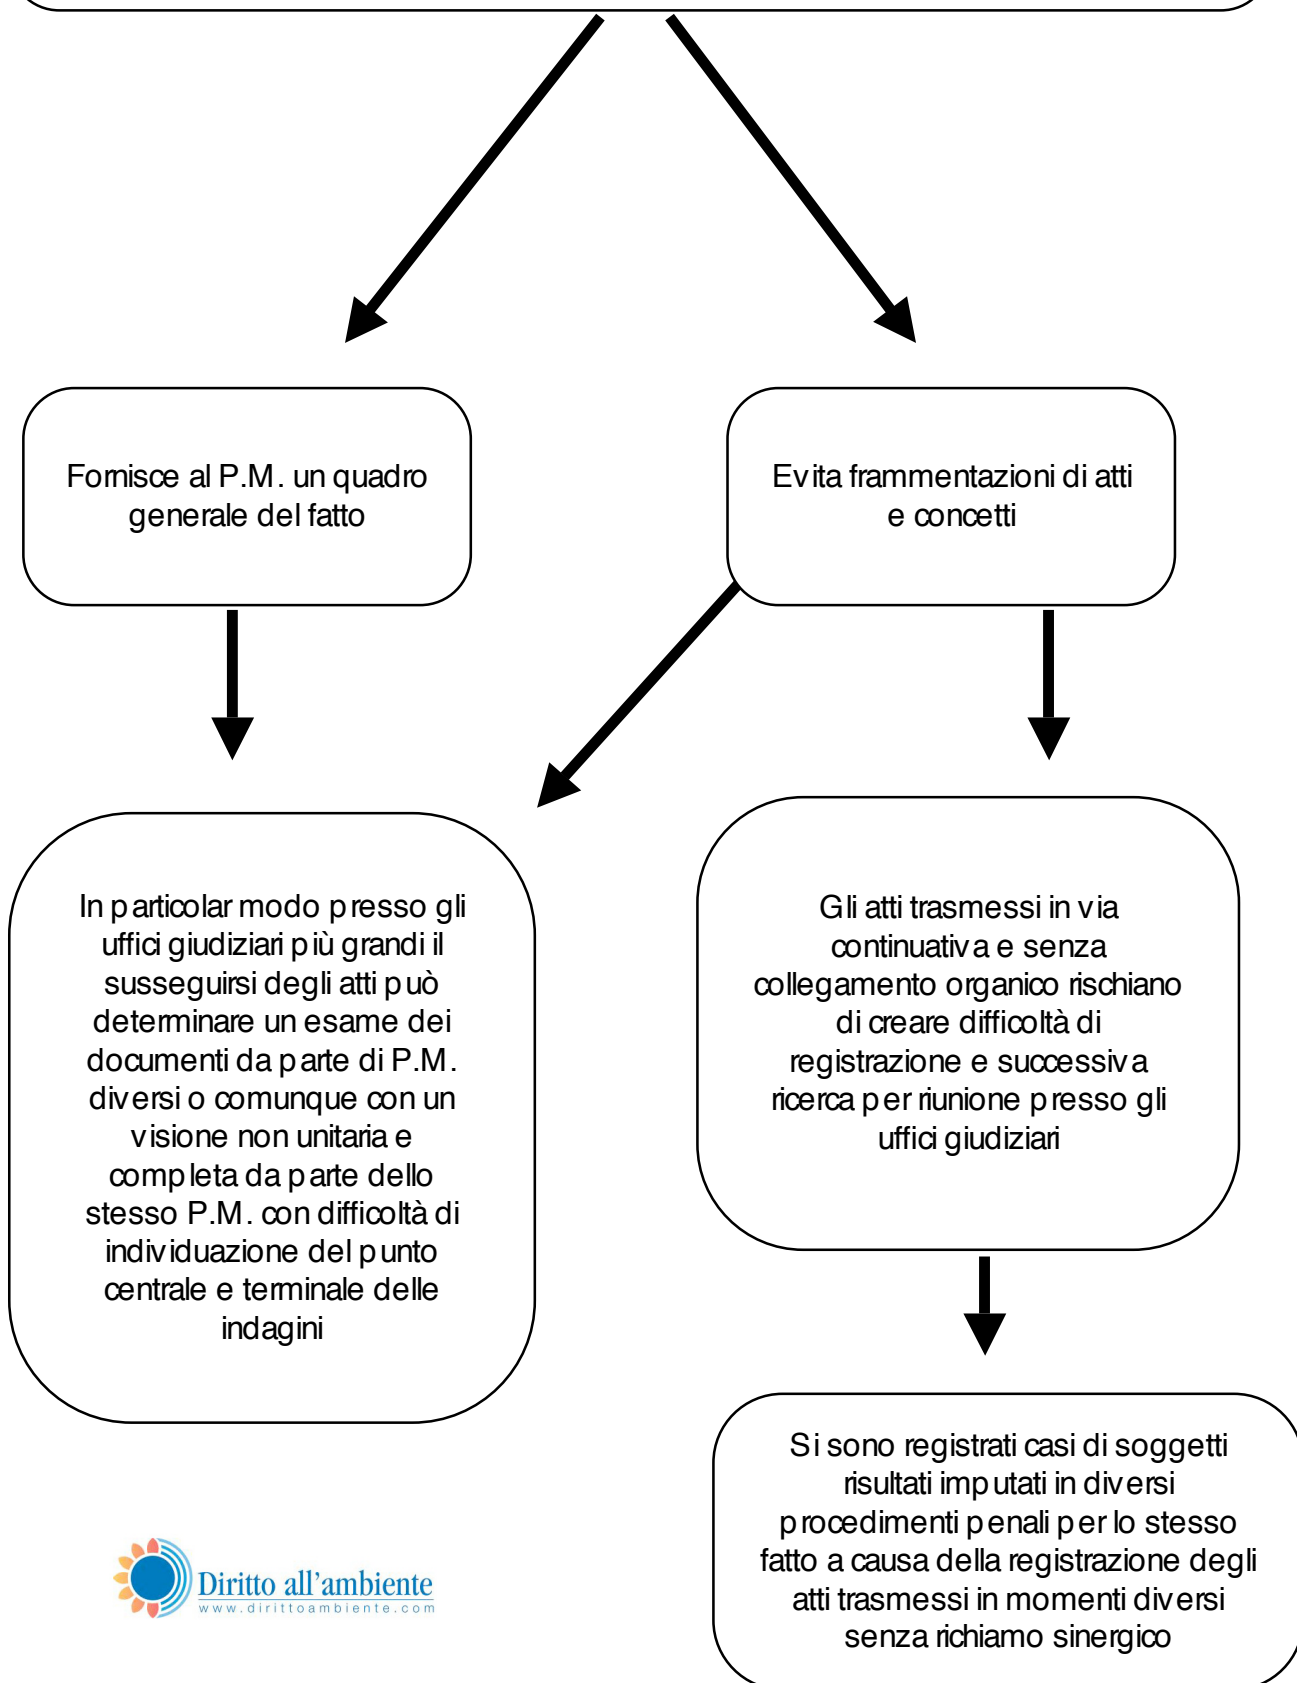 Fornisce al P.M. un quadro
generale del fatto
Evita frammentazioni di atti
e concetti
In particolar modo presso gli
uffici giudiziari più grandi il
susseguirsi degli atti può
determinare un esame dei
documenti da parte di P.M.
diversi o comunque con un
visione non unitaria e
completa da parte dello
stesso P.M. con difficoltà di
individuazione del punto
centrale e terminale delle
indagini
Gli atti trasmessi in via
continuativa e senza
collegamento organico rischiano
di creare difficoltà di
registrazione e successiva
ricerca per riunione presso gli
uffici giudiziari
Si sono registrati casi di soggetti
risultati imputati in diversi
procedimenti penali per lo stesso
fatto a causa della registrazione degli
atti trasmessi in momenti diversi
senza richiamo sinergico
Diritto all'ambiente
www.dirittoambiente.com